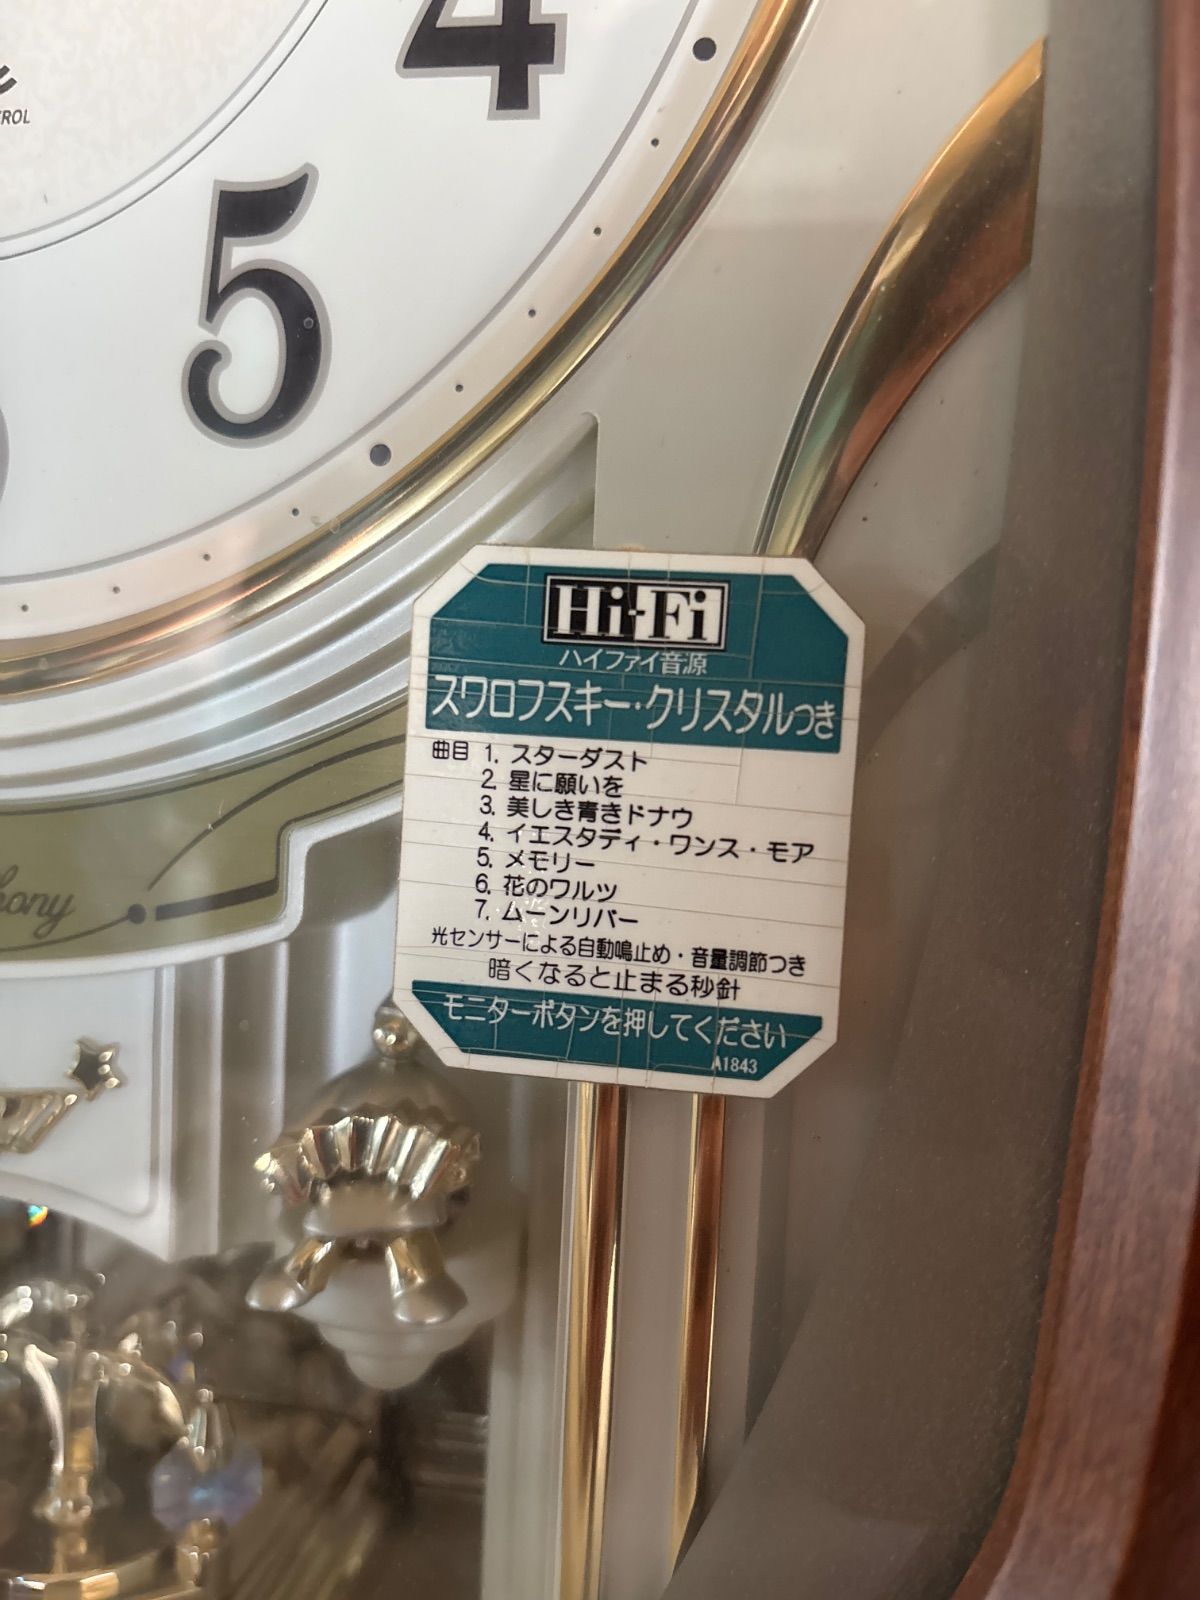 4
5
Hi-Fi
ハイファイ音源
スワロフスキー・クリスタルつき
曲目 1. スターダスト
2. 星に願いを
3. 美しき青きドナウ
4. イエスタディ・ワンス・モア
5. メモリー
6. 花のワルツ
7. ムーンリバー
光センサーによる自動鳴止め・音量調節つき
暗くなると止まる秒針
モニターボタンを押してください
A1843